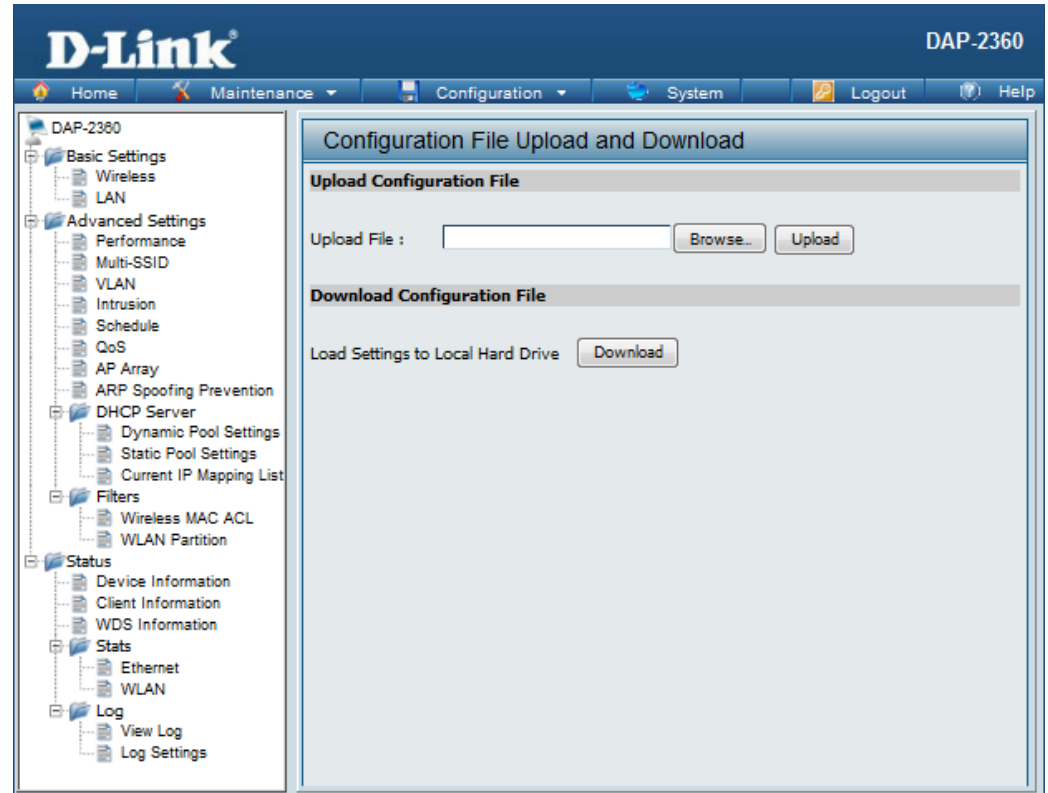 D-Link®
DAP-2360
Home Maintenance Configuration System Logout Help
DAP-2360
Basic Settings
Wireless
LAN
Advanced Settings
Performance
Multi-SSID
VLAN
Intrusion
Schedule
QoS
AP Array
ARP Spoofing Prevention
DHCP Server
Dynamic Pool Settings
Static Pool Settings
Current IP Mapping List
Filters
Wireless MAC ACL
WLAN Partition
Status
Device Information
Client Information
WDS Information
Stats
Ethernet
WLAN
Log
View Log
Log Settings
Configuration File Upload and Download
Upload Configuration File
Upload File : Browse... Upload
Download Configuration File
Load Settings to Local Hard Drive Download